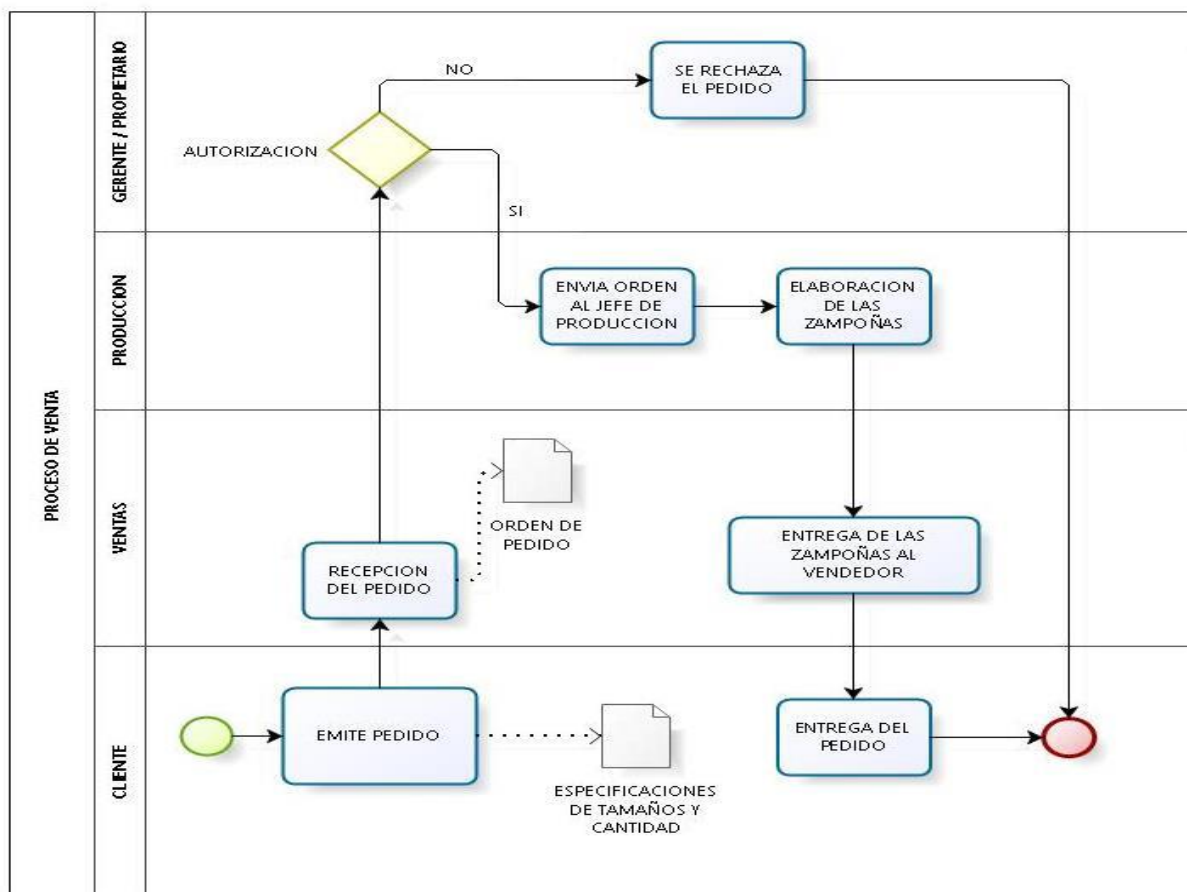 PROCESO DE VENTA
GERENTE / PROPIETARIO
NO
SE RECHAZA
EL PEDIDO
AUTORIZACION
SI
PRODUCCION
ENVIA ORDEN
AL JEFE DE
PRODUCCION
ELABORACION
DE LAS
ZAMPOÑAS
VENTAS
ORDEN DE
PEDIDO
RECEPCION
DEL PEDIDO
ENTREGA DE LAS
ZAMPOÑAS AL
VENDEDOR
CLIENTE
EMITE PEDIDO
ESPECIFICACIONES
DE TAMAÑOS Y
CANTIDAD
ENTREGA DEL
PEDIDO